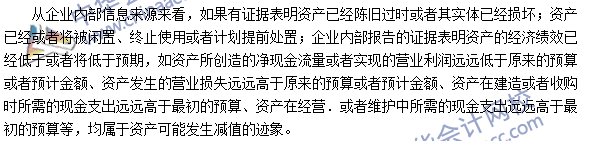 从企业内部信息来源来看，如果有证据表明资产已经陈旧过时或者其实体已经损坏；资产
已经或者将被闲置、终止使用或者计划提前处置；企业内部报告的证据表明资产的经济绩效已
经低于或者将低于预期，如资产所创造的净现金流量或者实现的营业利润远远低于原来的预算
或者预计金额、资产发生的营业损失远远高于原来的预算或者预计金额、资产在建造或者收购
时所需的现金支出远远高于最初的预算、资产在经营．或者维护中所需的现金支出远远高于最
初的预算等，均属于资产可能发生减值的迹象。